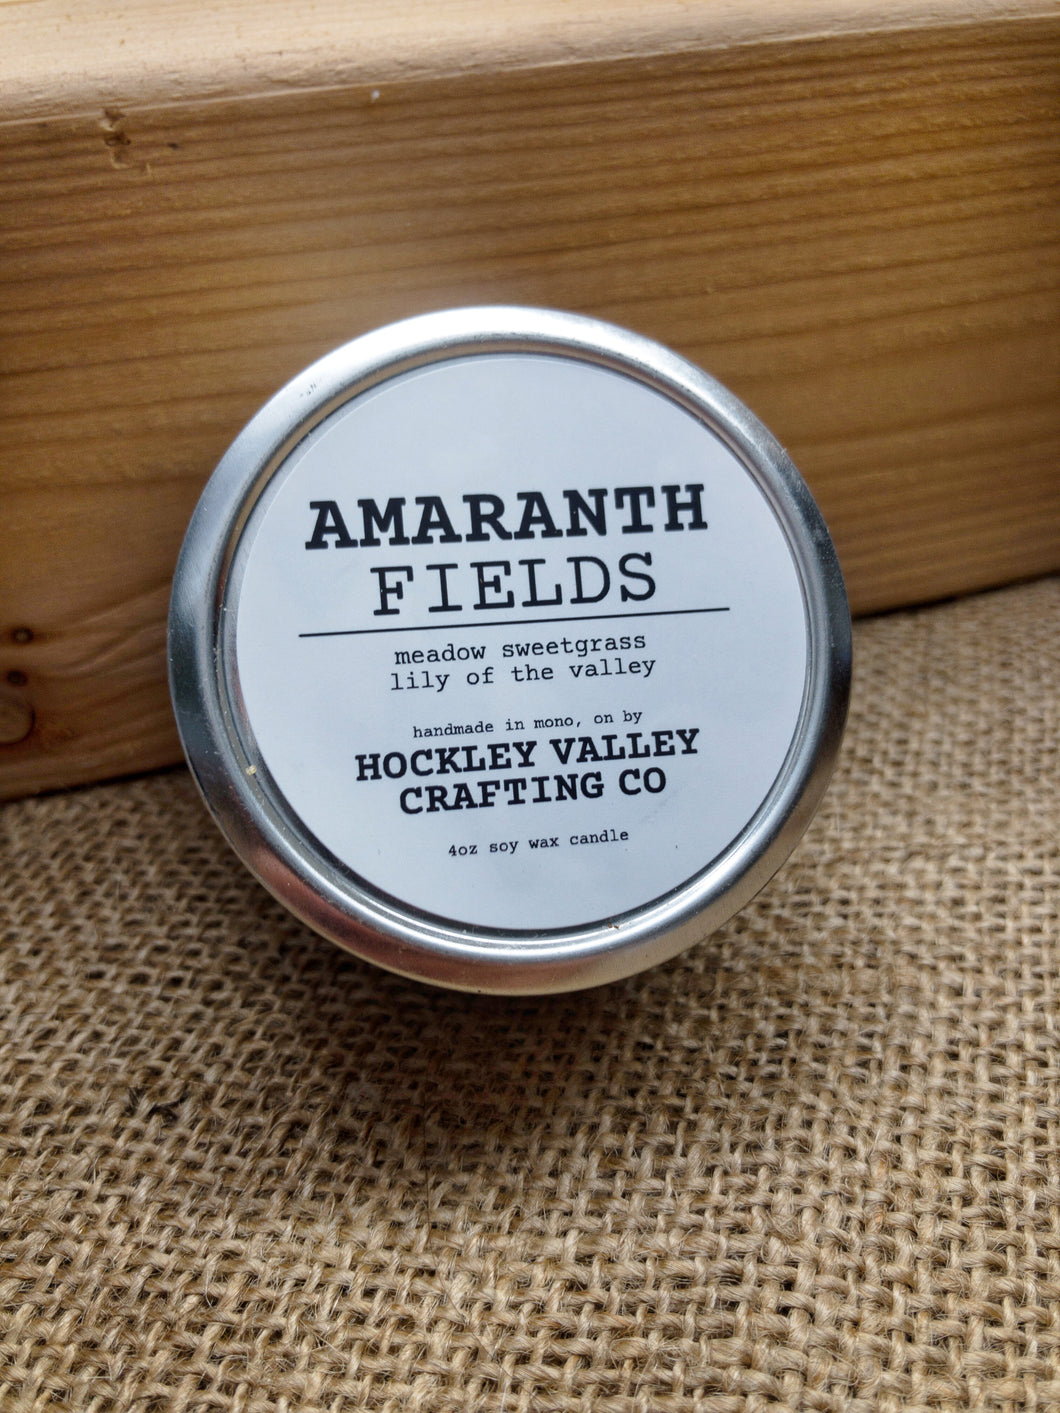 AMARANTH
FIELDS
meadow sweetgrass
lily of the valley
handmade in mono, on by
HOCKLEY VALLEY
CRAFTING CO
4oz soy wax candle